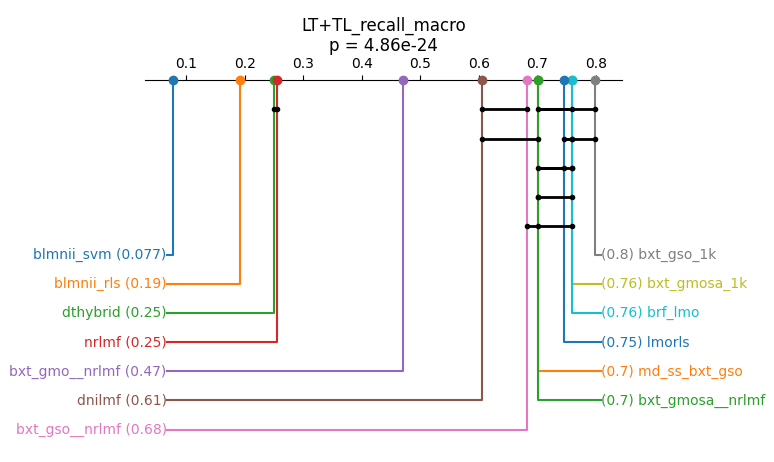 LT+TL_recall_macro
p = 4.86e-24
0.1 0.2 0.3 0.4 0.5 0.6 0.7 0.8
blmnii_svm (0.077)
(0.8) bxt_gso_1k
blmnii_rls (0.19)
(0.76) bxt_gmosa_1k
dthybrid (0.25)
(0.76) brf_lmo
nrlmf (0.25)
(0.75) lmorls
bxt_gmo__nrlmf (0.47)
(0.7) md_ss_bxt_gso
dnilmf (0.61)
(0.7) bxt_gmosa__nrlmf
bxt_gso__nrlmf (0.68)